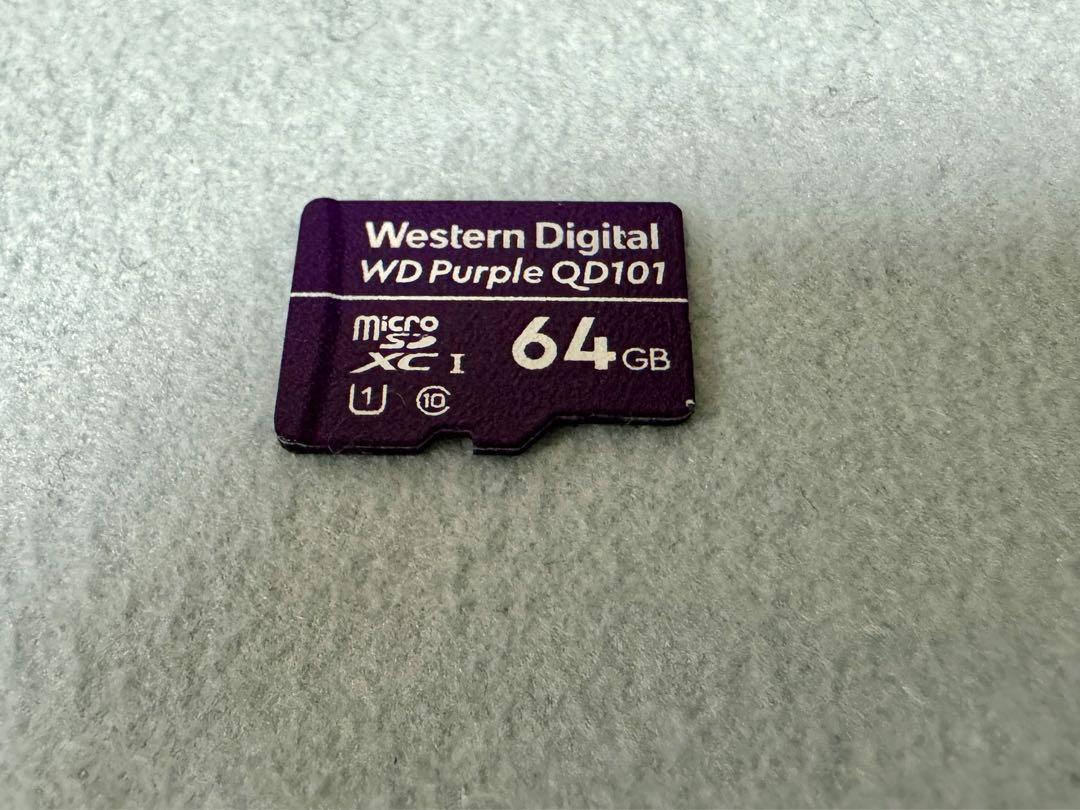 Western Digital
WD Purple QD101
micro
SD
XC I
64 GB
1
10